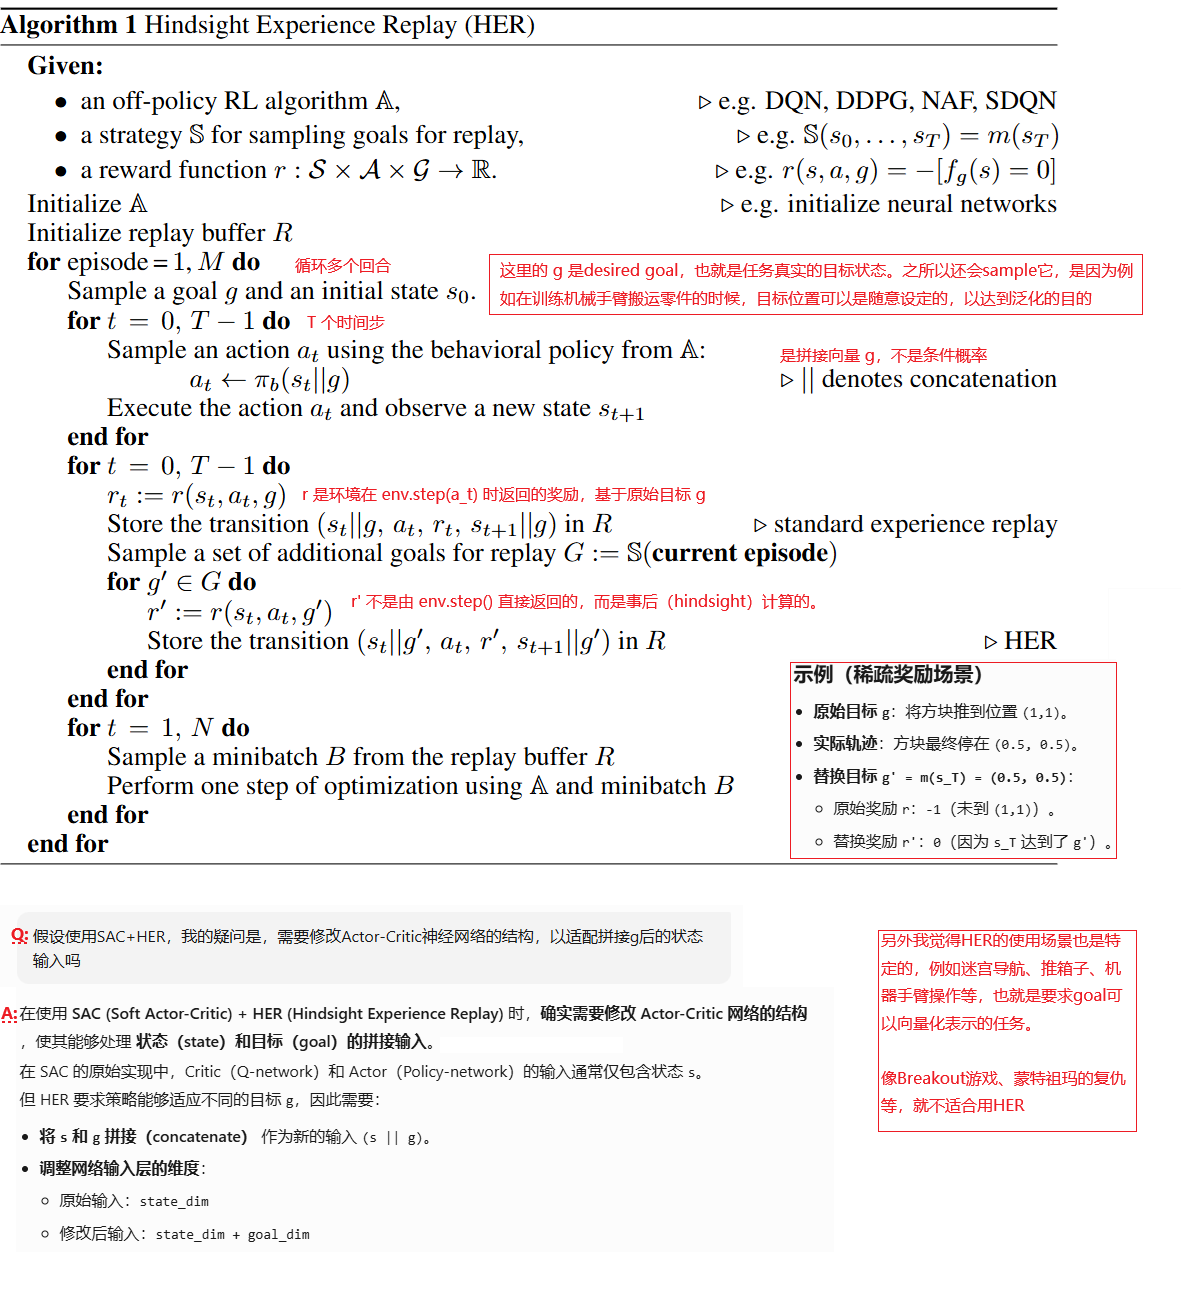 Algorithm 1 Hindsight Experience Replay (HER)
Given:
• an off-policy RL algorithm 𝔸, ▷ e.g. DQN, DDPG, NAF, SDQN
• a strategy 𝕊 for sampling goals for replay, ▷ e.g. 𝕊(s₀, . . . , s_T) = m(s_T)
• a reward function r : 𝒮 × 𝒜 × 𝒢 → ℝ. ▷ e.g. r(s, a, g) = −[f_g(s) = 0]
Initialize 𝔸 ▷ e.g. initialize neural networks
Initialize replay buffer R
for episode = 1, M do 循环多个回合
这里的 g 是desired goal，也就是任务真实的目标状态。之所以还会sample它，是因为例
如在训练机械手臂搬运零件的时候，目标位置可以是随意设定的，以达到泛化的目的
Sample a goal g and an initial state s₀.
for t = 0, T − 1 do T 个时间步
Sample an action a_t using the behavioral policy from 𝔸:
是拼接向量 g，不是条件概率
a_t ← π_b(s_t||g) ▷ || denotes concatenation
Execute the action a_t and observe a new state s_{t+1}
end for
for t = 0, T − 1 do
r_t := r(s_t, a_t, g) r 是环境在 env.step(a_t) 时返回的奖励，基于原始目标 g
Store the transition (s_t||g, a_t, r_t, s_{t+1}||g) in R ▷ standard experience replay
Sample a set of additional goals for replay G := 𝕊(current episode)
for g′ ∈ G do
r′ := r(s_t, a_t, g′) r' 不是由 env.step() 直接返回的，而是事后（hindsight）计算的。
Store the transition (s_t||g′, a_t, r′, s_{t+1}||g′) in R ▷ HER
end for
end for
for t = 1, N do
Sample a minibatch B from the replay buffer R
Perform one step of optimization using 𝔸 and minibatch B
end for
end for
示例（稀疏奖励场景）
• 原始目标 g：将方块推到位置 (1,1)。
• 实际轨迹：方块最终停在 (0.5, 0.5)。
• 替换目标 g' = m(s_T) = (0.5, 0.5)：
○ 原始奖励 r：-1（未到 (1,1)）。
○ 替换奖励 r'：0（因为 s_T 达到了 g'）。
Q: 假设使用SAC+HER，我的疑问是，需要修改Actor-Critic神经网络的结构，以适配拼接g后的状态
输入吗
A: 在使用 SAC (Soft Actor-Critic) + HER (Hindsight Experience Replay) 时，确实需要修改 Actor-Critic 网络的结构
，使其能够处理 状态（state）和目标（goal）的拼接输入。
在 SAC 的原始实现中，Critic（Q-network）和 Actor（Policy-network）的输入通常仅包含状态 s。
但 HER 要求策略能够适应不同的目标 g，因此需要：
• 将 s 和 g 拼接（concatenate） 作为新的输入 (s || g)。
• 调整网络输入层的维度：
○ 原始输入：state_dim
○ 修改后输入：state_dim + goal_dim
另外我觉得HER的使用场景也是特
定的，例如迷宫导航、推箱子、机
器手臂操作等，也就是要求goal可
以向量化表示的任务。
像Breakout游戏、蒙特祖玛的复仇
等，就不适合用HER